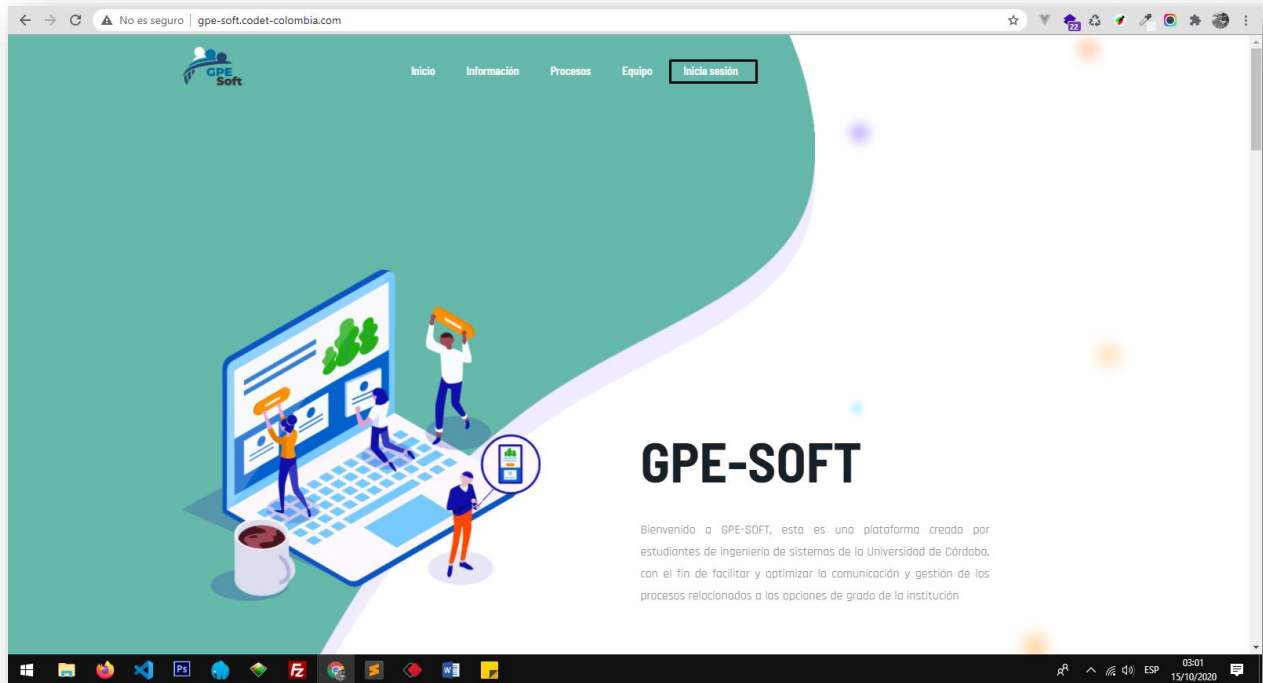 No es seguro | gpe-soft.codet-colombia.com
22
GPE
Soft
Inicio Información Procesos Equipo Inicia sesión
GPE-SOFT
Bienvenido a GPE-SOFT, esta es una plataforma creada por
estudiantes de ingeniería de sistemas de la Universidad de Córdoba,
con el fin de facilitar y optimizar la comunicación y gestión de los
procesos relacionados a las opciones de grado de la institución
Ps
Fz
ESP
03:01
15/10/2020